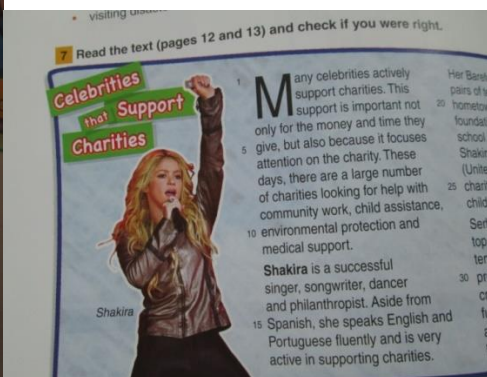 visiting
7 Read the text (pages 12 and 13) and check if you were right.
Celebrities
that Support
Charities
Shakira
1 Many celebrities actively
support charities. This
support is important not
only for the money and time they
5 give, but also because it focuses
attention on the charity. These
days, there are a large number
of charities looking for help with
community work, child assistance,
10 environmental protection and
medical support.
Shakira is a successful
singer, songwriter, dancer
and philanthropist. Aside from
15 Spanish, she speaks English and
Portuguese fluently and is very
active in supporting charities.
Her
pairs of
20
school
25
30